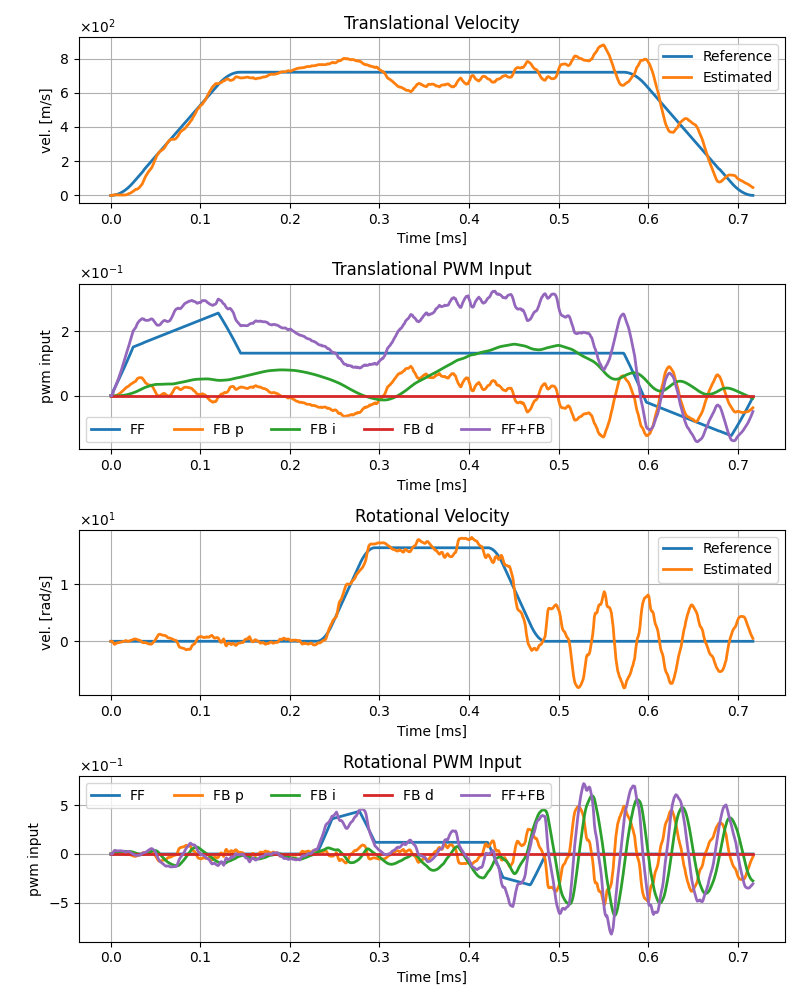 Translational Velocity
×10²
vel. [m/s]
8
6
4
2
0
Reference
Estimated
0.0 0.1 0.2 0.3 0.4 0.5 0.6 0.7
Time [ms]
Translational PWM Input
×10⁻¹
pwm input
2
0
FF FB p FB i FB d FF+FB
0.0 0.1 0.2 0.3 0.4 0.5 0.6 0.7
Time [ms]
Rotational Velocity
×10¹
vel. [rad/s]
1
0
Reference
Estimated
0.0 0.1 0.2 0.3 0.4 0.5 0.6 0.7
Time [ms]
Rotational PWM Input
×10⁻¹
pwm input
FF FB p FB i FB d FF+FB
5
0
−5
0.0 0.1 0.2 0.3 0.4 0.5 0.6 0.7
Time [ms]